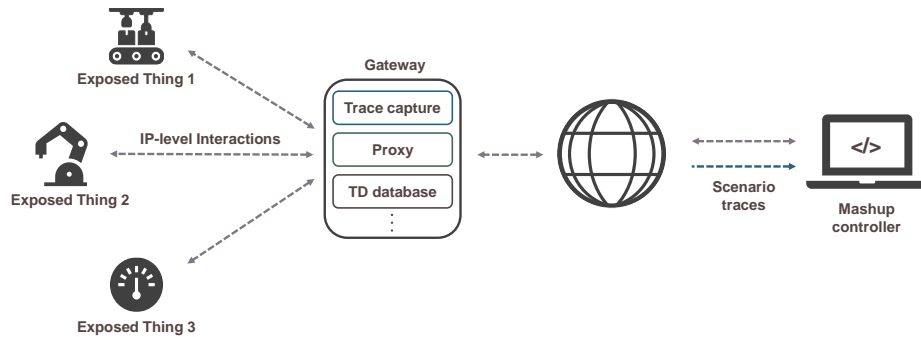 Exposed Thing 1
Gateway
Trace capture
IP-level Interactions
Proxy
</>
Exposed Thing 2
TD database
Scenario
traces
Mashup
controller
Exposed Thing 3